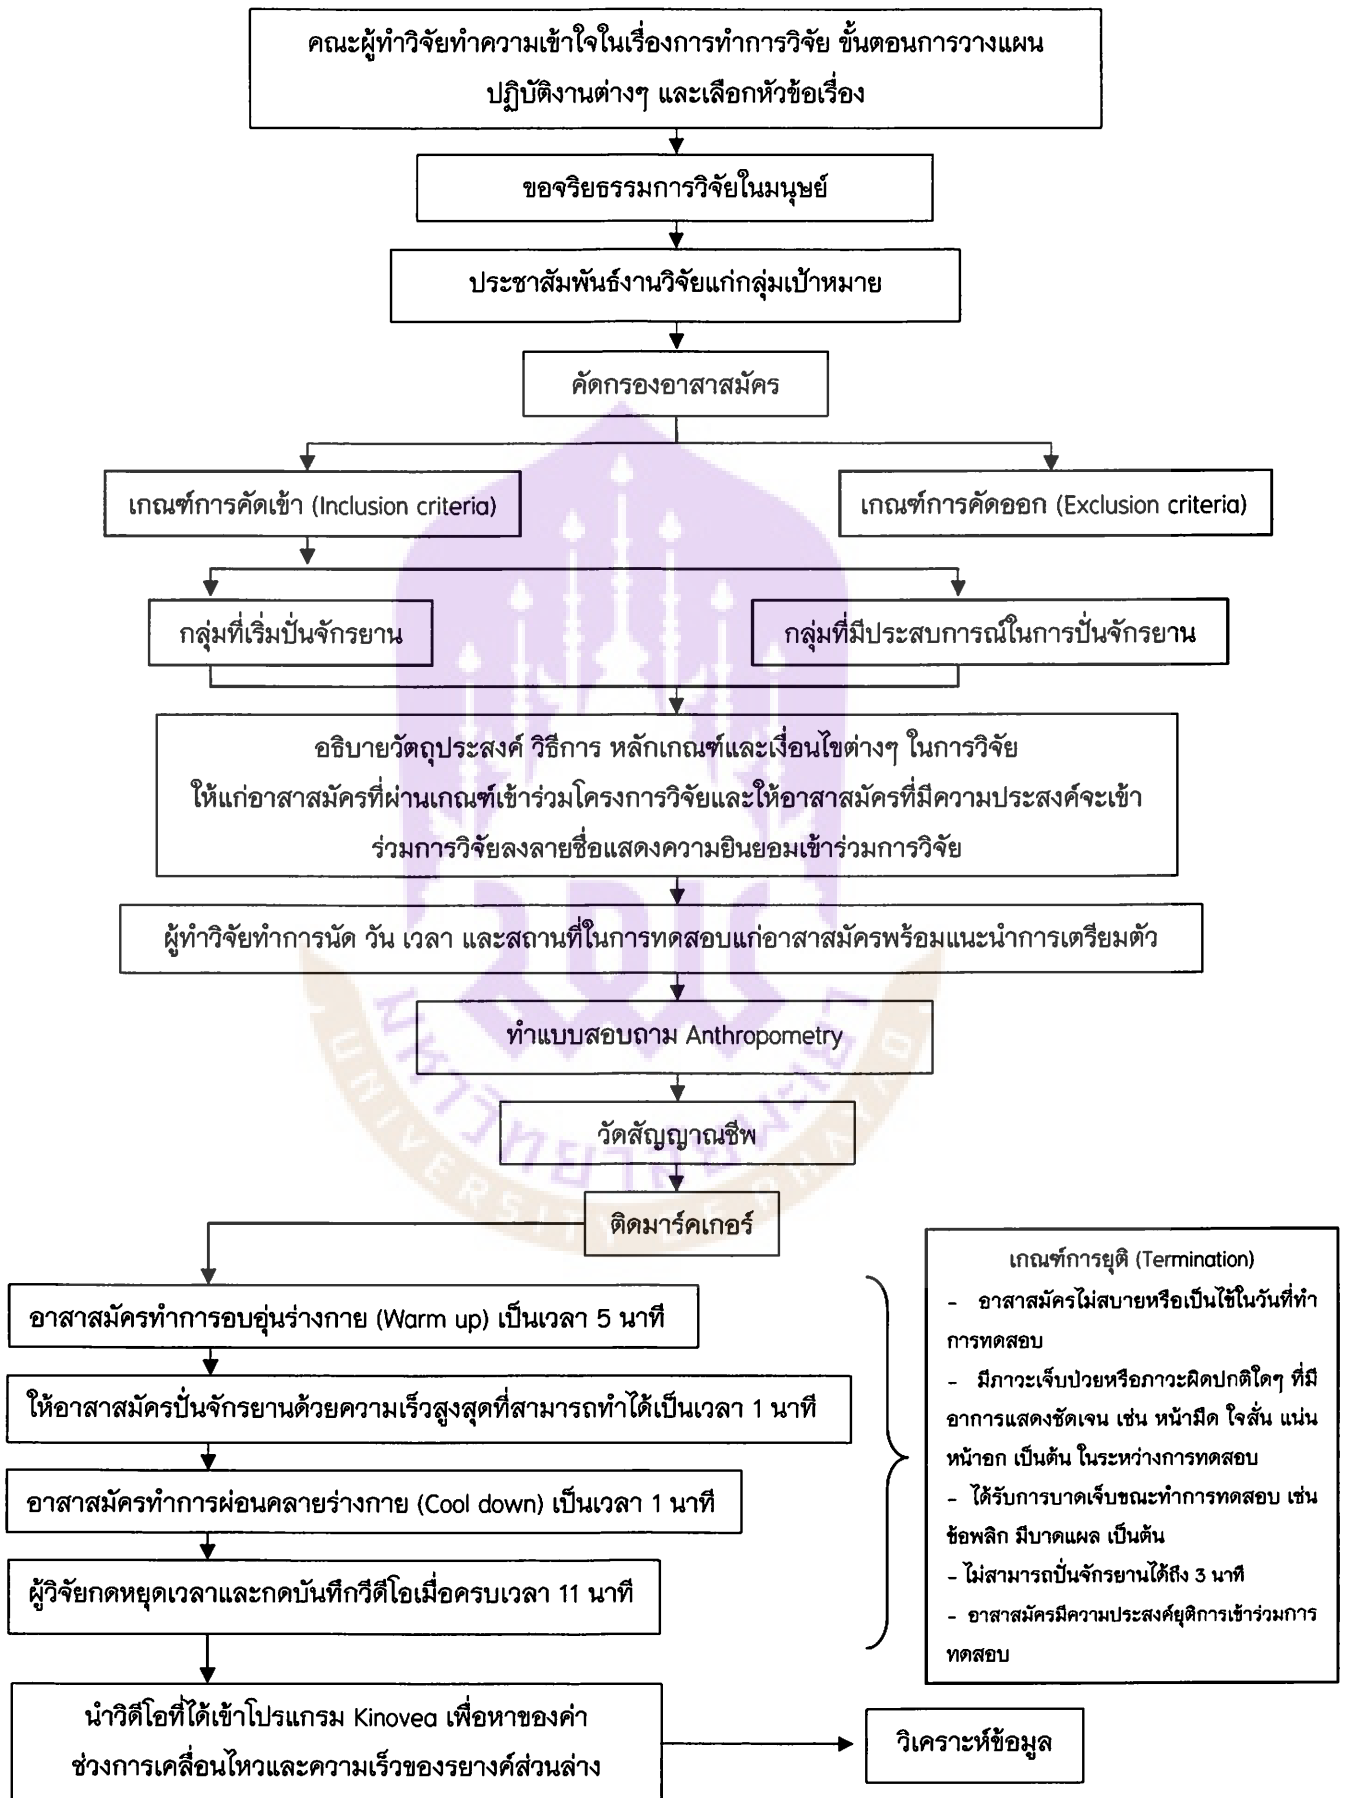 คณะผู้ทำวิจัยทำความเข้าใจในเรื่องการทำการวิจัย ขั้นตอนการวางแผน
ปฏิบัติงานต่างๆ และเลือกหัวข้อเรื่อง
ขอจริยธรรมการวิจัยในมนุษย์
ประชาสัมพันธ์งานวิจัยแก่กลุ่มเป้าหมาย
คัดกรองอาสาสมัคร
เกณฑ์การคัดเข้า (Inclusion criteria)
เกณฑ์การคัดออก (Exclusion criteria)
กลุ่มที่เริ่มปั่นจักรยาน
กลุ่มที่มีประสบการณ์ในการปั่นจักรยาน
อธิบายวัตถุประสงค์ วิธีการ หลักเกณฑ์และเงื่อนไขต่างๆ ในการวิจัย
ให้แก่อาสาสมัครที่ผ่านเกณฑ์เข้าร่วมโครงการวิจัยและให้อาสาสมัครที่มีความประสงค์จะเข้า
ร่วมการวิจัยลงลายชื่อแสดงความยินยอมเข้าร่วมการวิจัย
ผู้ทำวิจัยทำการนัด วัน เวลา และสถานที่ในการทดสอบแก่อาสาสมัครพร้อมแนะนำการเตรียมตัว
ทำแบบสอบถาม Anthropometry
วัดสัญญาณชีพ
ติดมาร์คเกอร์
มหาวิทยาลัยพะเยา
UNIVERSITY OF PHAYAO
อาสาสมัครทำการอบอุ่นร่างกาย (Warm up) เป็นเวลา 5 นาที
ให้อาสาสมัครปั่นจักรยานด้วยความเร็วสูงสุดที่สามารถทำได้เป็นเวลา 1 นาที
อาสาสมัครทำการผ่อนคลายร่างกาย (Cool down) เป็นเวลา 1 นาที
ผู้วิจัยกดหยุดเวลาและกดบันทึกวีดีโอเมื่อครบเวลา 11 นาที
เกณฑ์การยุติ (Termination)
- อาสาสมัครไม่สบายหรือเป็นไข้ในวันที่ทำ
การทดสอบ
- มีภาวะเจ็บป่วยหรือภาวะผิดปกติใดๆ ที่มี
อาการแสดงชัดเจน เช่น หน้ามืด ใจสั่น แน่น
หน้าอก เป็นต้น ในระหว่างการทดสอบ
- ได้รับการบาดเจ็บขณะทำการทดสอบ เช่น
ข้อพลิก มีบาดแผล เป็นต้น
- ไม่สามารถปั่นจักรยานได้ถึง 3 นาที
- อาสาสมัครมีความประสงค์ยุติการเข้าร่วมการ
ทดสอบ
นำวิดีโอที่ได้เข้าโปรแกรม Kinovea เพื่อหาของค่า
ช่วงการเคลื่อนไหวและความเร็วของรยางค์ส่วนล่าง
วิเคราะห์ข้อมูล